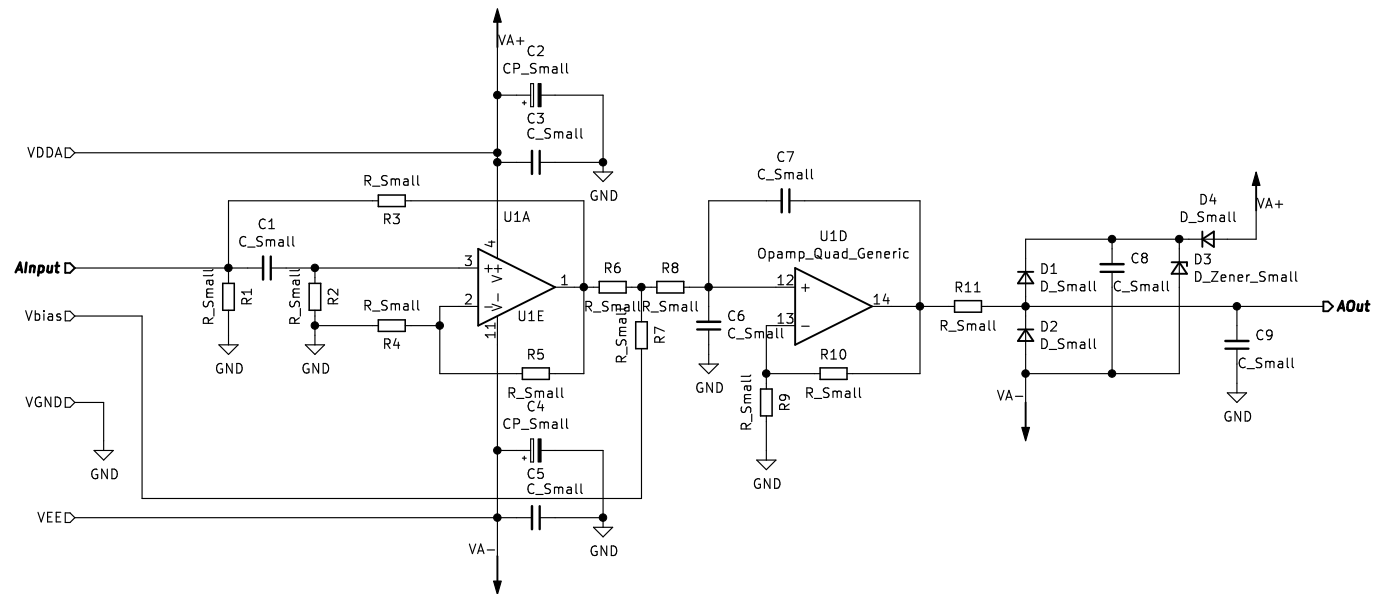 VA+
C2
CP_Small
+
C3
C_Small
VDDA
GND
R_Small
R3
U1A
C7
C_Small
D4
D_Small
VA+
C1
C_Small
AInput
R_Small
R1
R_Small
R2
3
2
4
11
+
V+
V-
-
1
U1E
R6
R_Small
R8
R_Small
R_Small
R7
U1D
Opamp_Quad_Generic
12
+
13
-
14
C6
C_Small
GND
D1
D_Small
C8
C_Small
D3
D_Zener_Small
R11
R_Small
AOut
D2
D_Small
C9
C_Small
Vbias
R_Small
R4
GND
GND
R5
R_Small
R10
R_Small
R_Small
R9
VA-
GND
VGND
GND
C4
CP_Small
+
C5
C_Small
GND
VEE
VA-
GND